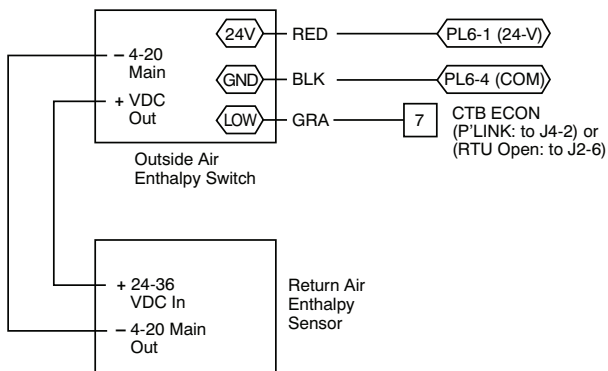 24V RED PL6-1 (24-V)
– 4-20
Main
GND BLK PL6-4 (COM)
+ VDC
Out
LOW GRA 7 CTB ECON
(P'LINK: to J4-2) or
(RTU Open: to J2-6)
Outside Air
Enthalpy Switch
+ 24-36
VDC In
– 4-20 Main
Out
Return Air
Enthalpy
Sensor